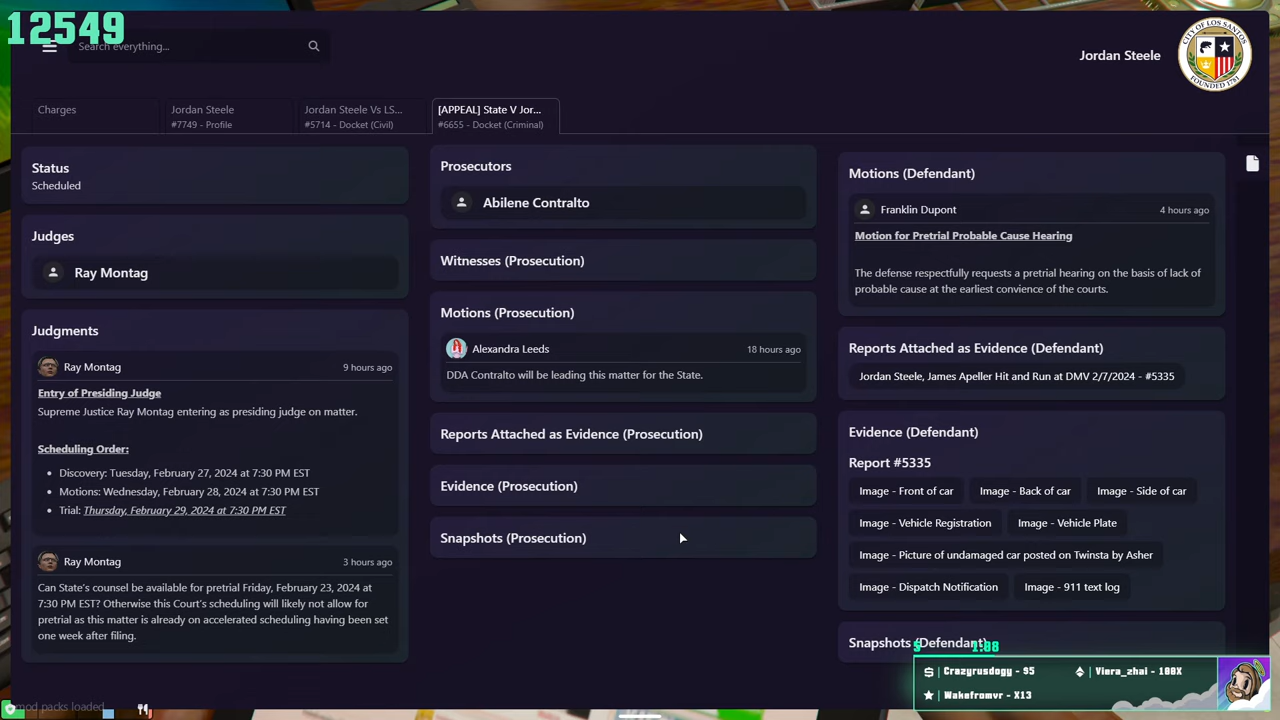 12549
Search everything...
Jordan Steele
CITY OF LOS SANTOS
FOUNDED 1781
Charges
Jordan Steele
#7749 - Profile
Jordan Steele Vs LS...
#5714 - Docket (Civil)
[APPEAL] State V Jor...
#6655 - Docket (Criminal)
Status
Scheduled
Judges
Ray Montag
Judgments
Ray Montag
9 hours ago
Entry of Presiding Judge
Supreme Justice Ray Montag entering as presiding judge on matter.
Scheduling Order:
• Discovery: Tuesday, February 27, 2024 at 7:30 PM EST
• Motions: Wednesday, February 28, 2024 at 7:30 PM EST
• Trial: Thursday, February 29, 2024 at 7:30 PM EST
Ray Montag
3 hours ago
Can State's counsel be available for pretrial Friday, February 23, 2024 at
7:30 PM EST? Otherwise this Court's scheduling will likely not allow for
pretrial as this matter is already on accelerated scheduling having been set
one week after filing.
Prosecutors
Abilene Contralto
Witnesses (Prosecution)
Motions (Prosecution)
Alexandra Leeds
18 hours ago
DDA Contralto will be leading this matter for the State.
Reports Attached as Evidence (Prosecution)
Evidence (Prosecution)
Snapshots (Prosecution)
Motions (Defendant)
Franklin Dupont
4 hours ago
Motion for Pretrial Probable Cause Hearing
The defense respectfully requests a pretrial hearing on the basis of lack of
probable cause at the earliest convience of the courts.
Reports Attached as Evidence (Defendant)
Jordan Steele, James Apeller Hit and Run at DMV 2/7/2024 - #5335
Evidence (Defendant)
Report #5335
Image - Front of car
Image - Back of car
Image - Side of car
Image - Vehicle Registration
Image - Vehicle Plate
Image - Picture of undamaged car posted on Twinsta by Asher
Image - Dispatch Notification
Image - 911 text log
Snapshots (Defendant)
$ 1:08
$ | Crazyrusdogy - 95
| Viera_zhai - 100X
★ | Wakefromvr - X13
mod packs loaded